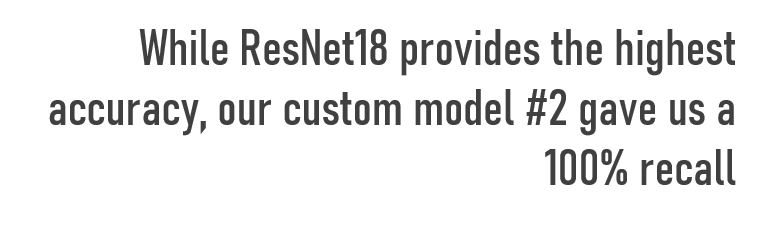 While ResNet18 provides the highest
accuracy, our custom model #2 gave us a
100% recall